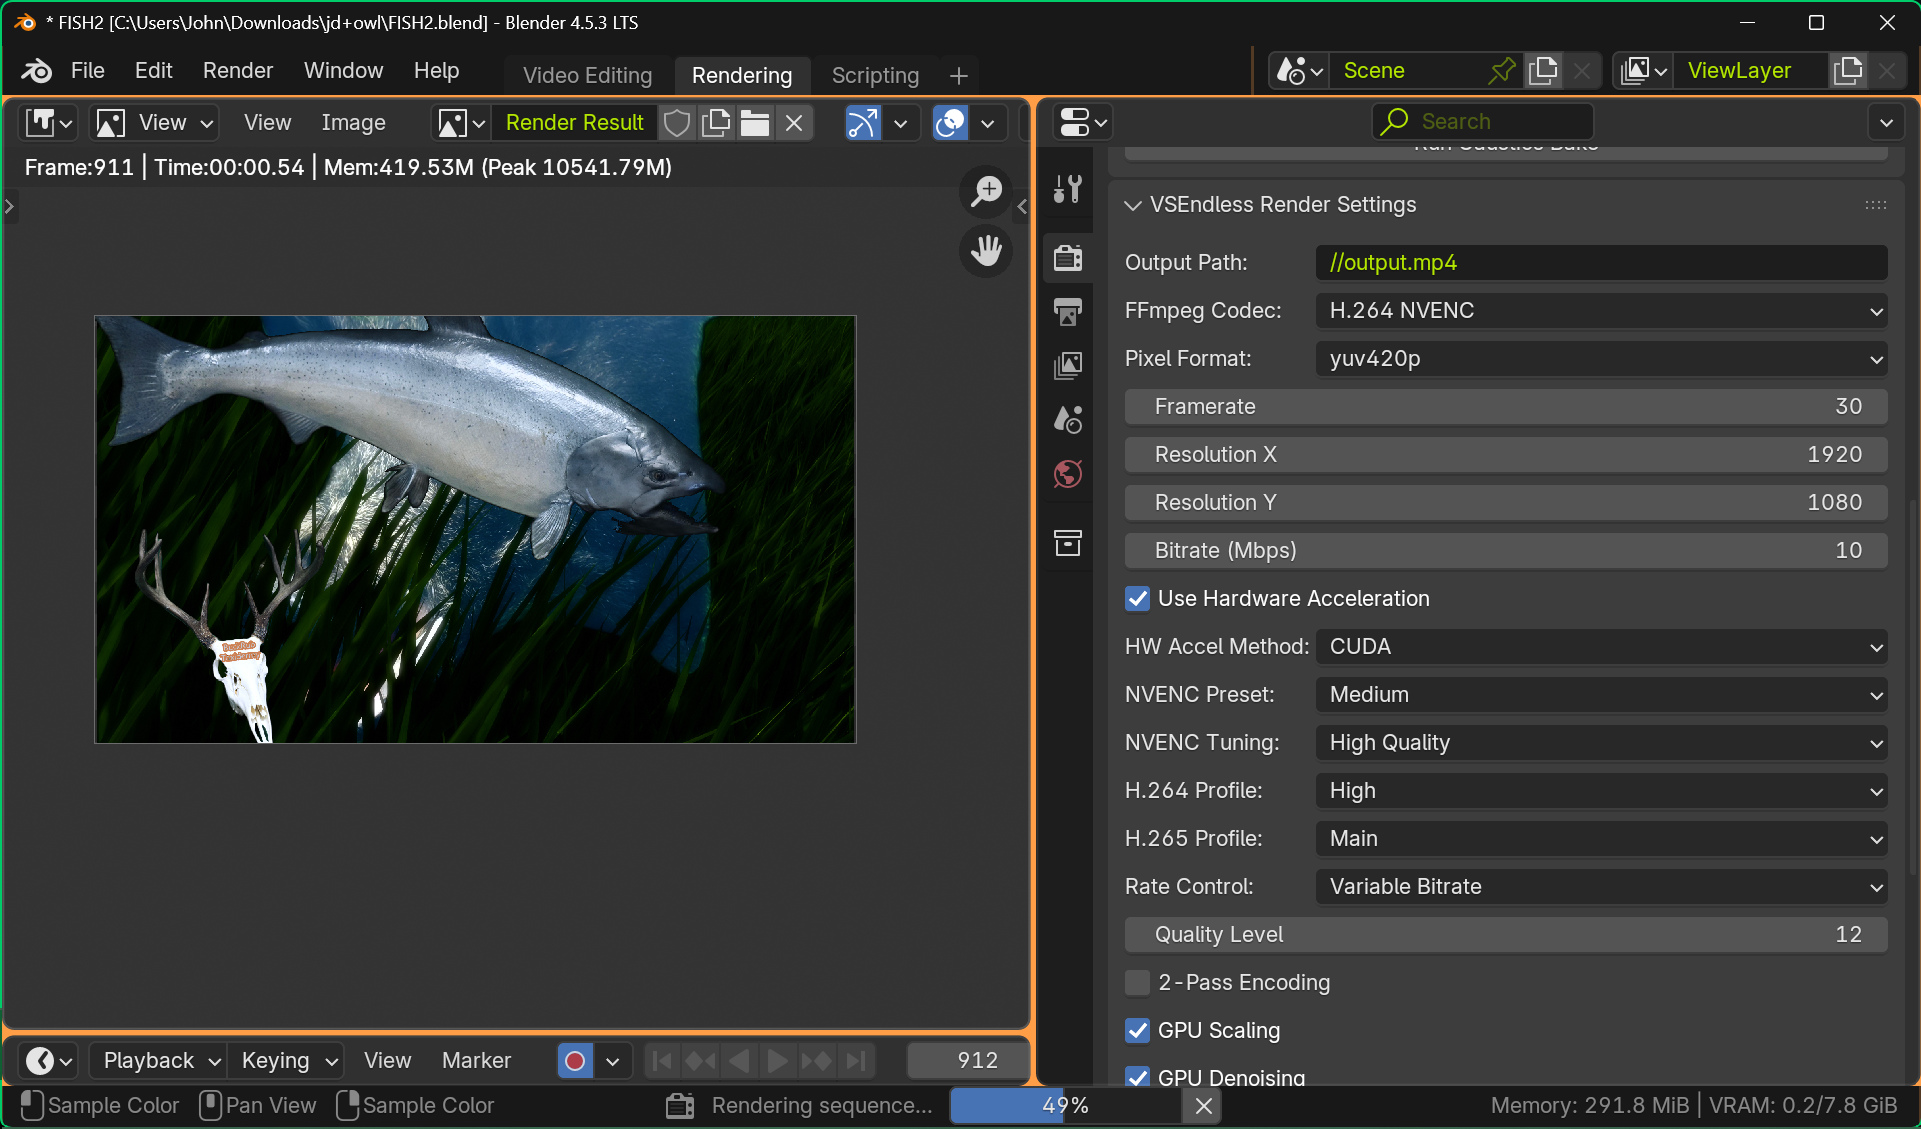 * FISH2 [C:\Users\John\Downloads\jd+owl\FISH2.blend] - Blender 4.5.3 LTS
File Edit Render Window Help Video Editing Rendering Scripting + Scene ViewLayer
View View Image Render Result Search
Frame:911 | Time:00:00.54 | Mem:419.53M (Peak 10541.79M)
Run Caustics Bake
VSEndless Render Settings
Output Path: //output.mp4
FFmpeg Codec: H.264 NVENC
Pixel Format: yuv420p
Framerate 30
Resolution X 1920
Resolution Y 1080
Bitrate (Mbps) 10
Use Hardware Acceleration
HW Accel Method: CUDA
NVENC Preset: Medium
NVENC Tuning: High Quality
H.264 Profile: High
H.265 Profile: Main
Rate Control: Variable Bitrate
Quality Level 12
2-Pass Encoding
GPU Scaling
GPU Denoising
Playback Keying View Marker 912
Sample Color Pan View Sample Color Rendering sequence... 49% Memory: 291.8 MiB | VRAM: 0.2/7.8 GiB